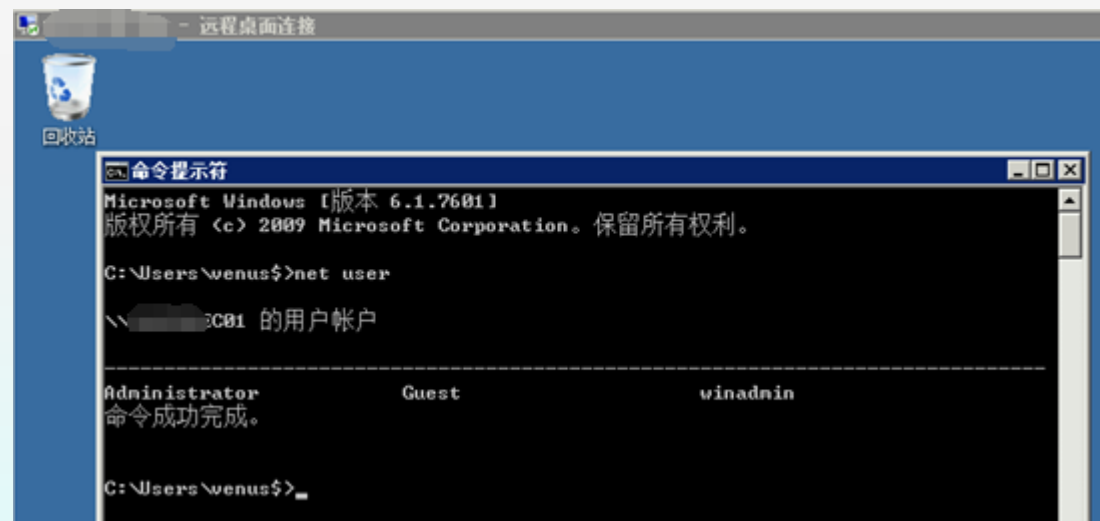 - 远程桌面连接
回收站
命令提示符
Microsoft Windows [版本 6.1.7601]
版权所有 (c) 2009 Microsoft Corporation。保留所有权利。
C:\Users\wenus$>net user
\\ EC01 的用户帐户
-------------------------------------------------------------------------------
Administrator Guest winadmin
命令成功完成。
C:\Users\wenus$>_